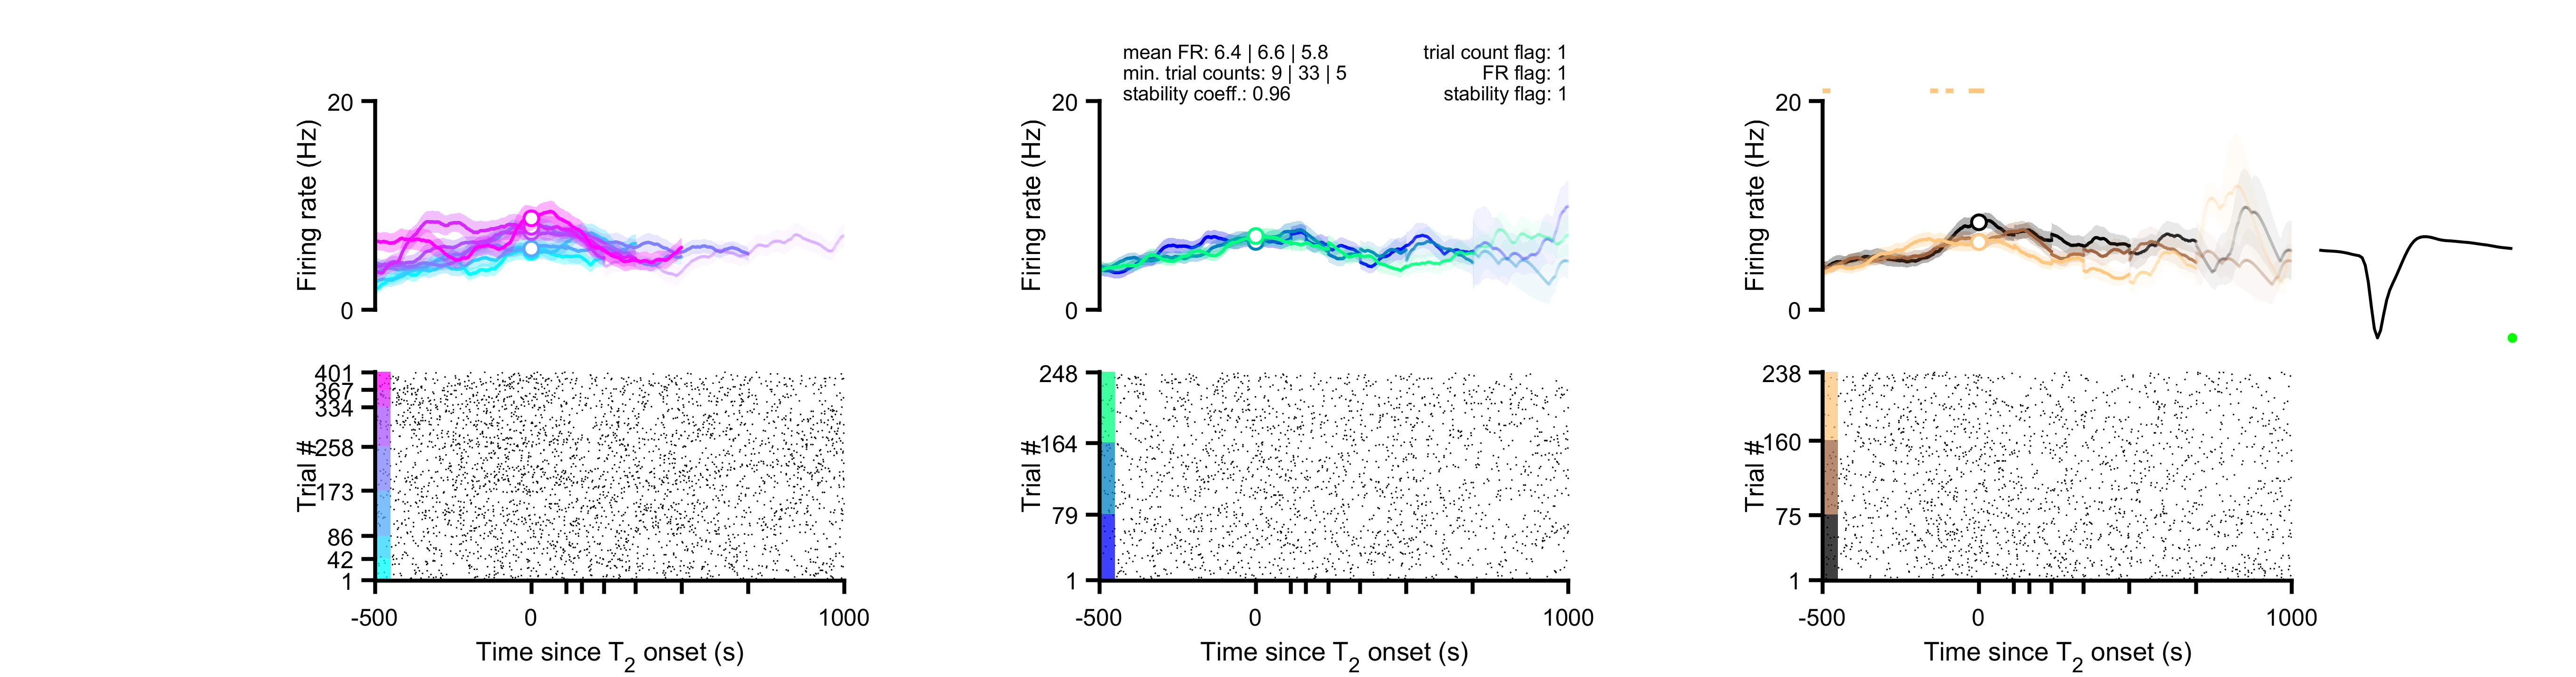 mean FR: 6.4 | 6.6 | 5.8
min. trial counts: 9 | 33 | 5
stability coeff.: 0.96
trial count flag: 1
FR flag: 1
stability flag: 1
20
Firing rate (Hz)
0
401
367
334
258
173
86
42
1
Trial #
-500
0
1000
Time since T2 onset (s)
20
Firing rate (Hz)
0
248
164
79
1
Trial #
-500
0
1000
Time since T2 onset (s)
20
Firing rate (Hz)
0
238
160
75
1
Trial #
-500
0
1000
Time since T2 onset (s)